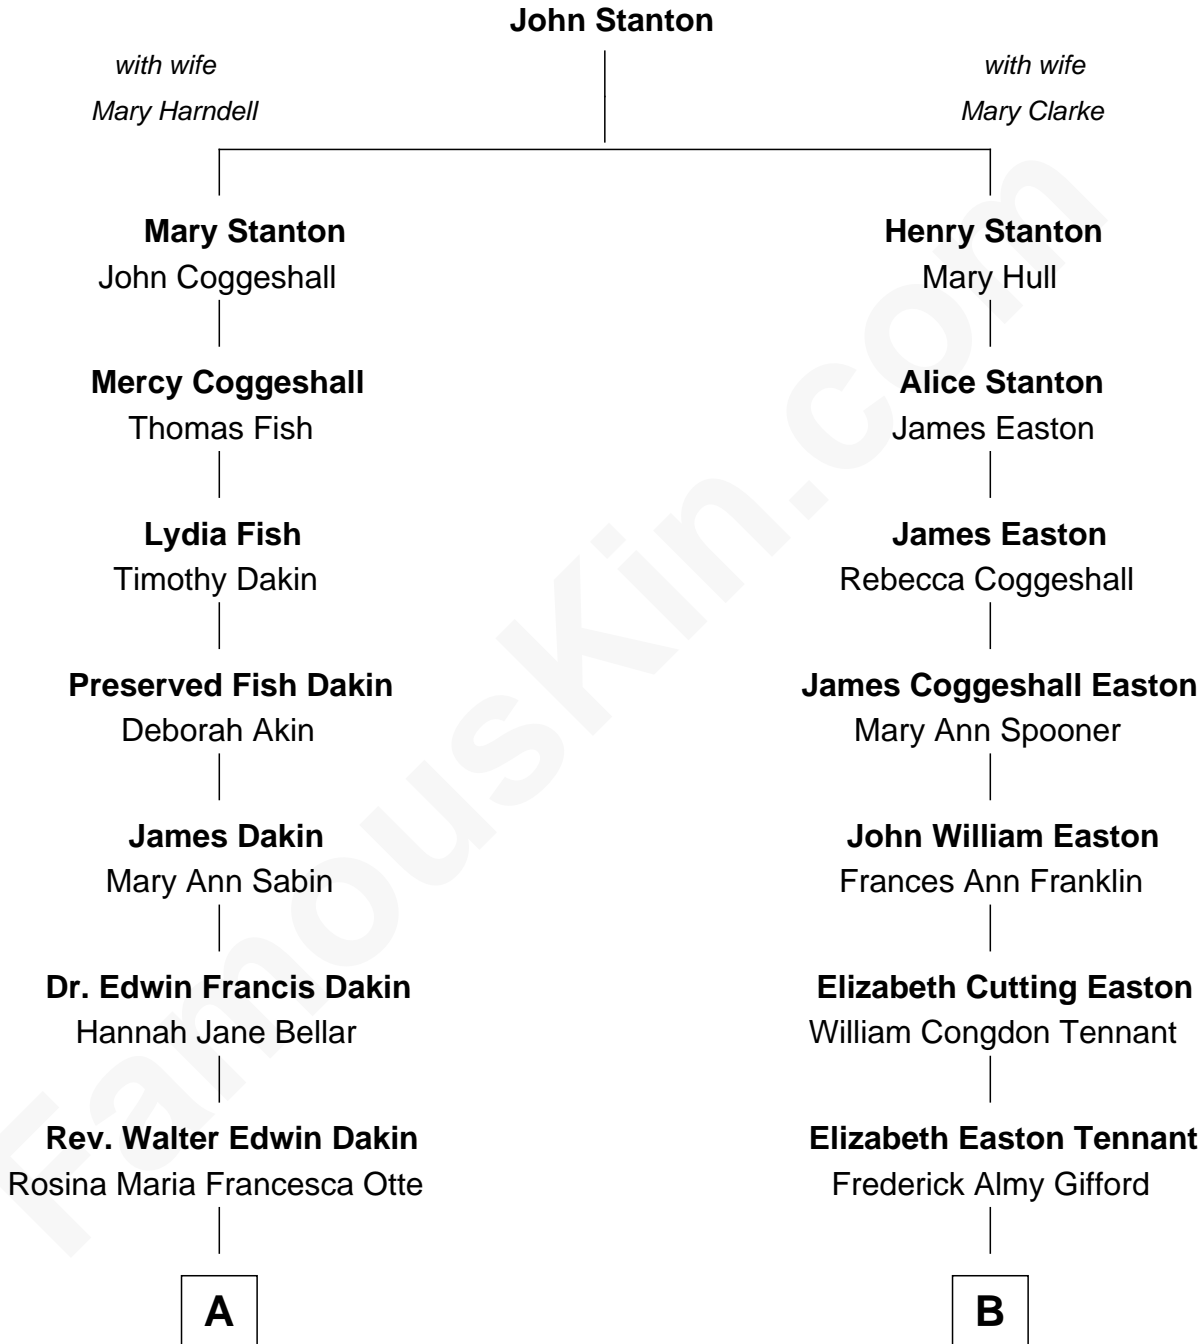 John Stanton
with wife
Mary Harndell
with wife
Mary Clarke
Mary Stanton
John Coggeshall
Henry Stanton
Mary Hull
Mercy Coggeshall
Thomas Fish
Alice Stanton
James Easton
Lydia Fish
Timothy Dakin
James Easton
Rebecca Coggeshall
Preserved Fish Dakin
Deborah Akin
James Coggeshall Easton
Mary Ann Spooner
James Dakin
Mary Ann Sabin
John William Easton
Frances Ann Franklin
Dr. Edwin Francis Dakin
Hannah Jane Bellar
Elizabeth Cutting Easton
William Congdon Tennant
Rev. Walter Edwin Dakin
Rosina Maria Francesca Otte
Elizabeth Easton Tennant
Frederick Almy Gifford
A
B
FamousKin.com